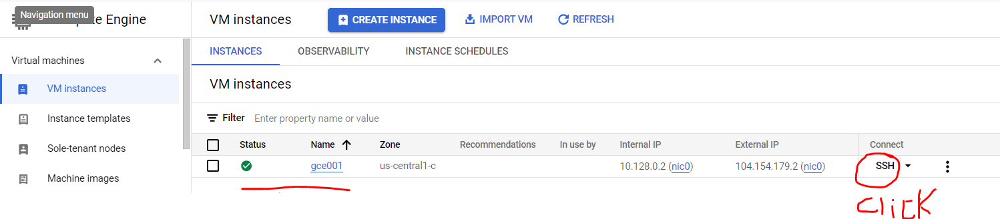 Navigation menu
te Engine
VM instances
CREATE INSTANCE
IMPORT VM
REFRESH
Virtual machines
INSTANCES
OBSERVABILITY
INSTANCE SCHEDULES
VM instances
VM instances
Filter
Enter property name or value
Instance templates
Status
Name
Zone
Recommendations
In use by
Internal IP
External IP
Connect
Sole-tenant nodes
gce001
us-central1-c
10.128.0.2 (nic0)
104.154.179.2 (nic0)
SSH
Machine images
click